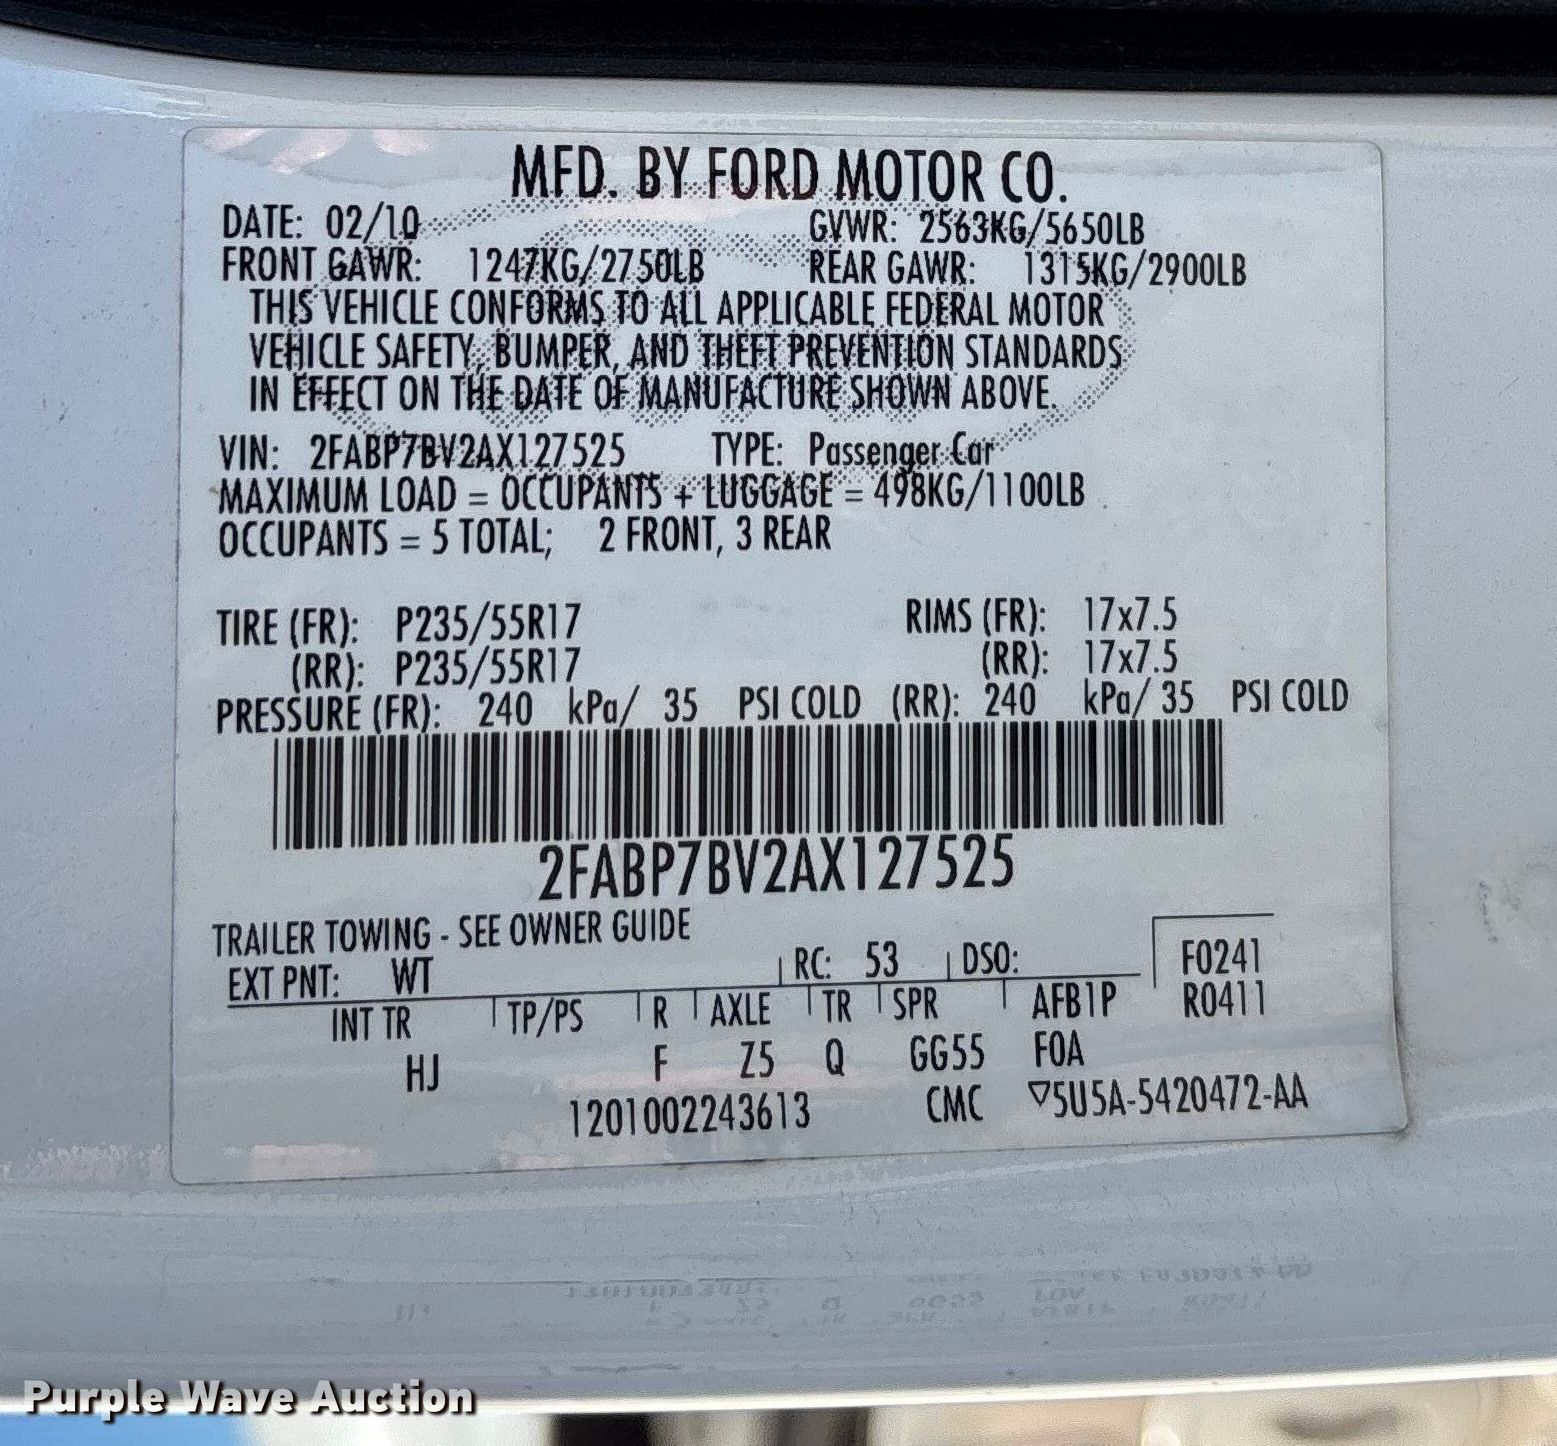 MFD. BY FORD MOTOR CO.
DATE: 02/10 GVWR: 2563KG/5650LB
FRONT GAWR: 1247KG/2750LB REAR GAWR: 1315KG/2900LB
THIS VEHICLE CONFORMS TO ALL APPLICABLE FEDERAL MOTOR
VEHICLE SAFETY, BUMPER, AND THEFT PREVENTION STANDARDS
IN EFFECT ON THE DATE OF MANUFACTURE SHOWN ABOVE.
VIN: 2FABP7BV2AX127525 TYPE: Passenger Car
MAXIMUM LOAD = OCCUPANTS + LUGGAGE = 498KG/1100LB
OCCUPANTS = 5 TOTAL; 2 FRONT, 3 REAR
TIRE (FR): P235/55R17 RIMS (FR): 17x7.5
(RR): P235/55R17 (RR): 17x7.5
PRESSURE (FR): 240 kPa/ 35 PSI COLD (RR): 240 kPa/ 35 PSI COLD
2FABP7BV2AX127525
TRAILER TOWING - SEE OWNER GUIDE
EXT PNT: WT RC: 53 DSO: F0241
INT TR TP/PS R AXLE TR SPR AFB1P R0411
HJ F Z5 Q GG55 FOA
1201002243613 CMC ▽5U5A-5420472-AA
Purple Wave Auction